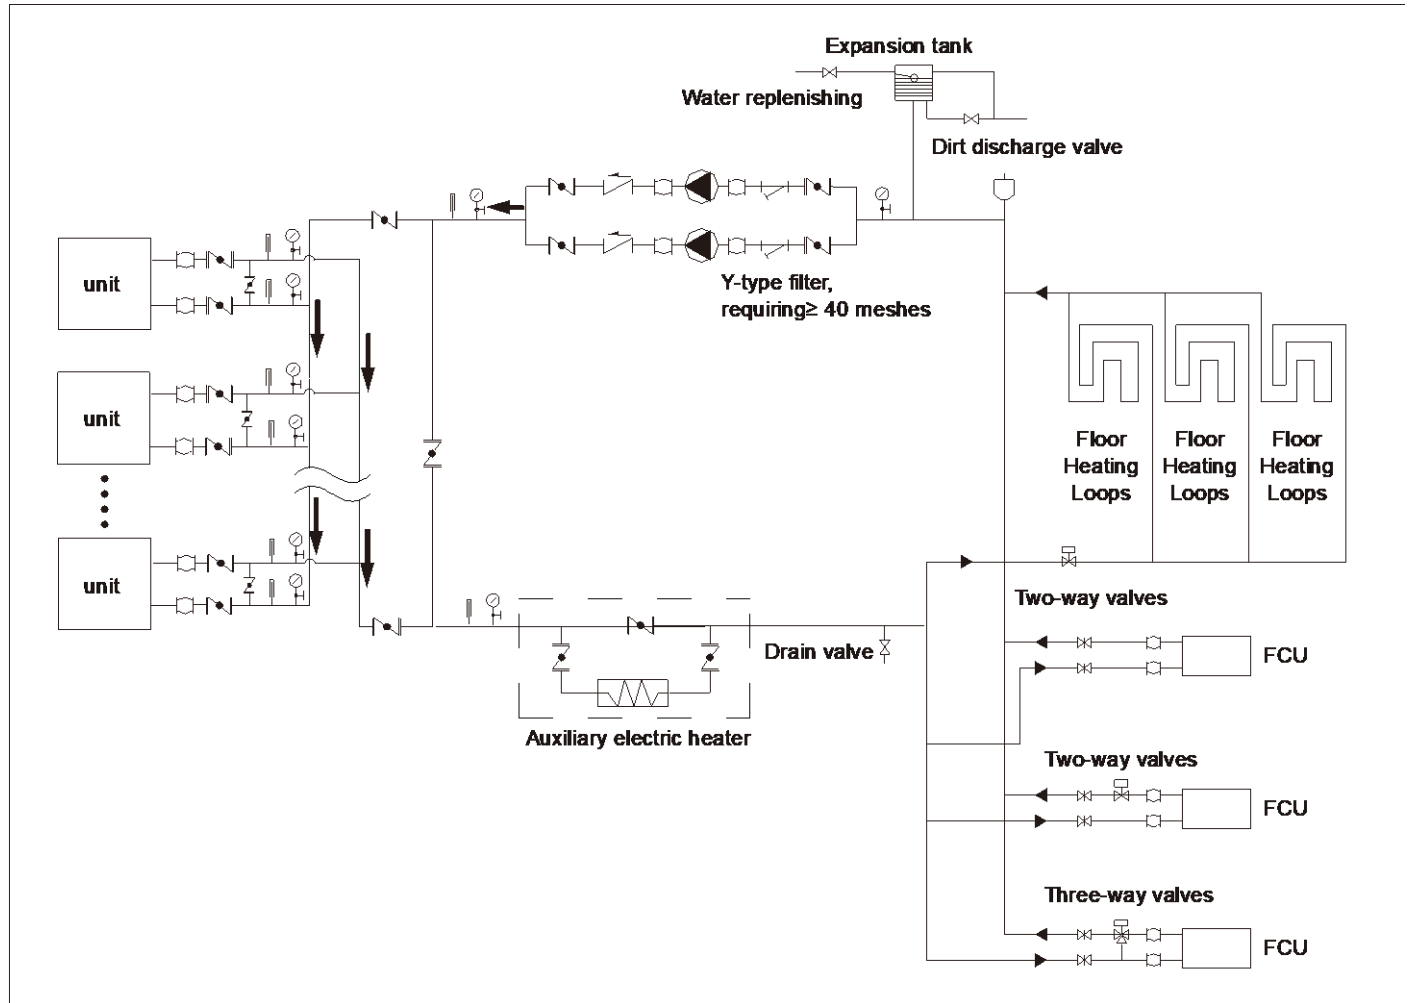 Expansion tank
Water replenishing
Dirt discharge valve
Y-type filter,
requiring≥ 40 meshes
unit
unit
unit
Floor
Heating
Loops
Floor
Heating
Loops
Floor
Heating
Loops
Two-way valves
Drain valve
FCU
Auxiliary electric heater
Two-way valves
FCU
Three-way valves
FCU